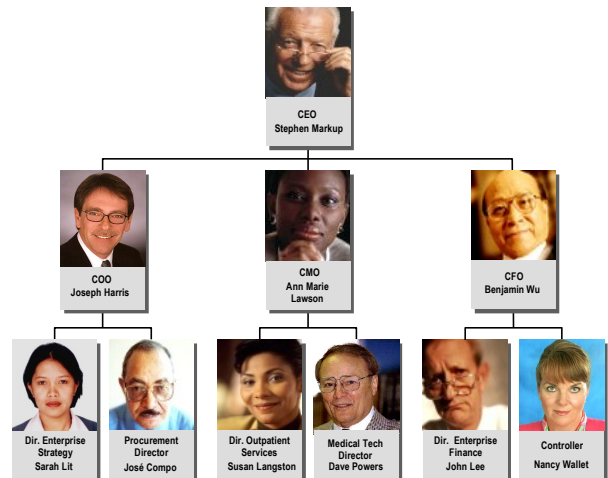 CEO
Stephen Markup
COO
Joseph Harris
CMO
Ann Marie
Lawson
CFO
Benjamin Wu
Dir. Enterprise
Strategy
Sarah Lit
Procurement
Director
José Compo
Dir. Outpatient
Services
Susan Langston
Medical Tech
Director
Dave Powers
Dir. Enterprise
Finance
John Lee
Controller
Nancy Wallet